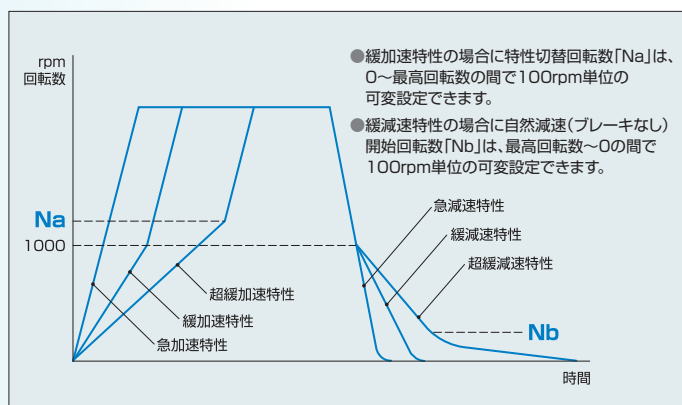 rpm
回転数
●緩加速特性の場合に特性切替回転数「Na」は、
0〜最高回転数の間で100rpm単位の
可変設定できます。
●緩減速特性の場合に自然減速(ブレーキなし)
開始回転数「Nb」は、最高回転数〜0の間で
100rpm単位の可変設定できます。
Na
1000
急減速特性
緩減速特性
超緩減速特性
超緩加速特性
緩加速特性
急加速特性
Nb
時間